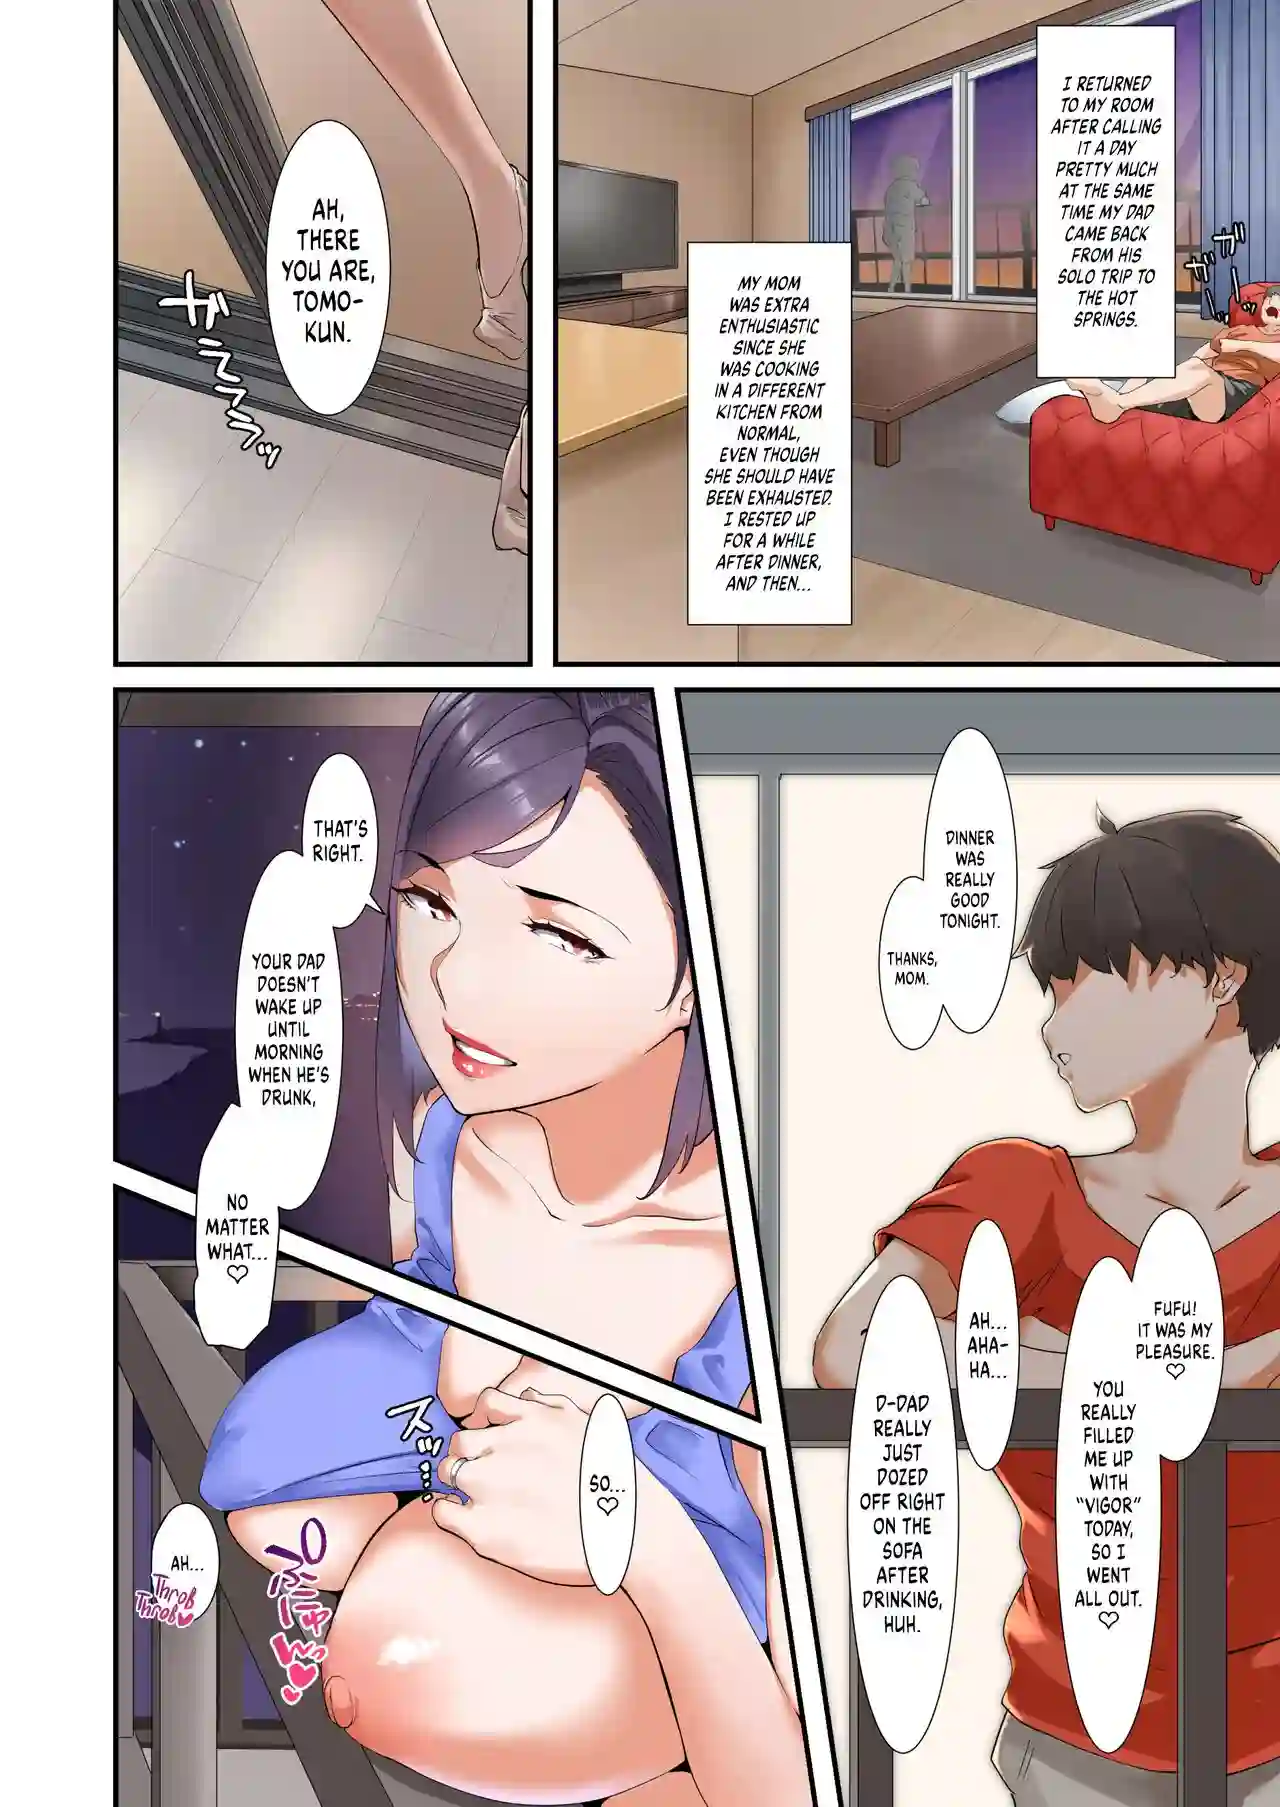 I RETURNED
TO MY ROOM
AFTER CALLING
IT A DAY
PRETTY MUCH
AT THE SAME
TIME MY DAD
CAME BACK
FROM HIS
SOLO TRIP TO
THE HOT
SPRINGS.
MY MOM
WAS EXTRA
ENTHUSIASTIC
SINCE SHE
WAS COOKING
IN A DIFFERENT
KITCHEN FROM
NORMAL,
EVEN THOUGH
SHE SHOULD HAVE
BEEN EXHAUSTED.
I RESTED UP
FOR A WHILE
AFTER DINNER,
AND THEN...
AH,
THERE
YOU ARE,
TOMO-
KUN.
ガララッ
DINNER
WAS
REALLY
GOOD
TONIGHT.
THANKS,
MOM.
FUFU!
IT WAS MY
PLEASURE.
♡
YOU
REALLY
FILLED
ME UP
WITH
"VIGOR"
TODAY,
SO I
WENT
ALL OUT.
♡
AH...
AHA-
HA...
D-DAD
REALLY
JUST
DOZED
OFF RIGHT
ON THE
SOFA
AFTER
DRINKING,
HUH.
THAT'S
RIGHT.
YOUR DAD
DOESN'T
WAKE UP
UNTIL
MORNING
WHEN HE'S
DRUNK,
NO
MATTER
WHAT...
♡
SO...
♡
スッ…
AH...
Throb
Throb♥